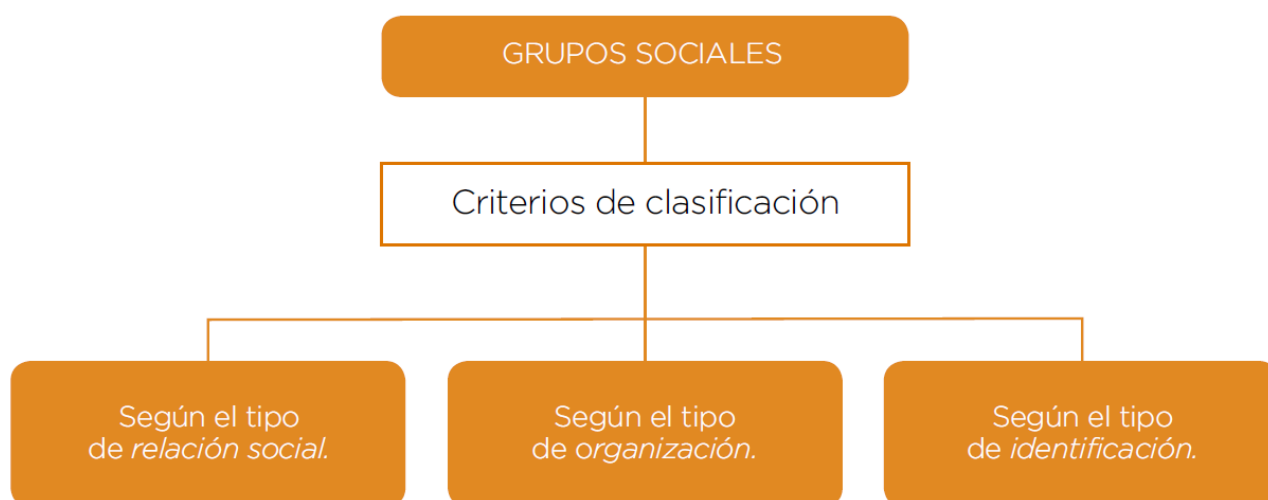 GRUPOS SOCIALES
Criterios de clasificación
Según el tipo
de relación social.
Según el tipo
de organización.
Según el tipo
de identificación.